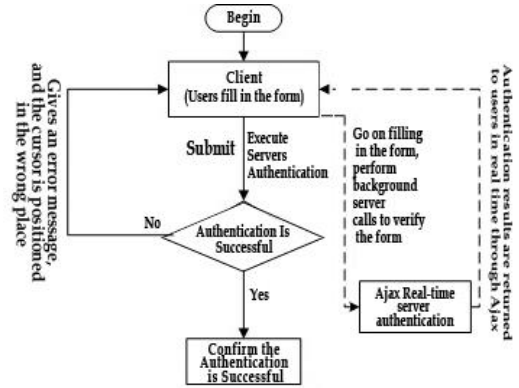 Begin
Client
(Users fill in the form)
Submit
Execute
Servers
Authentication
Go on filling
in the form,
perform
background
server
calls to verify
the form
Authentication results are returned
to users in real time through Ajax
Gives an error message,
and the cursor is positioned
in the wrong place
No
Authentication Is
Successful
Yes
Ajax Real-time
server
authentication
Confirm the
Authentication
is Successful